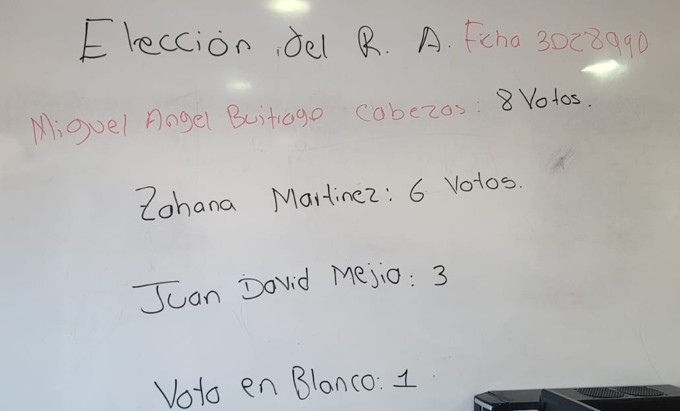 Elección del R. A. Ficha 3028990
Miguel Angel Buitrago Cabezas: 8 Votos.
Zahana Martinez: 6 Votos.
Juan David Mejia: 3
Voto en Blanco: 1